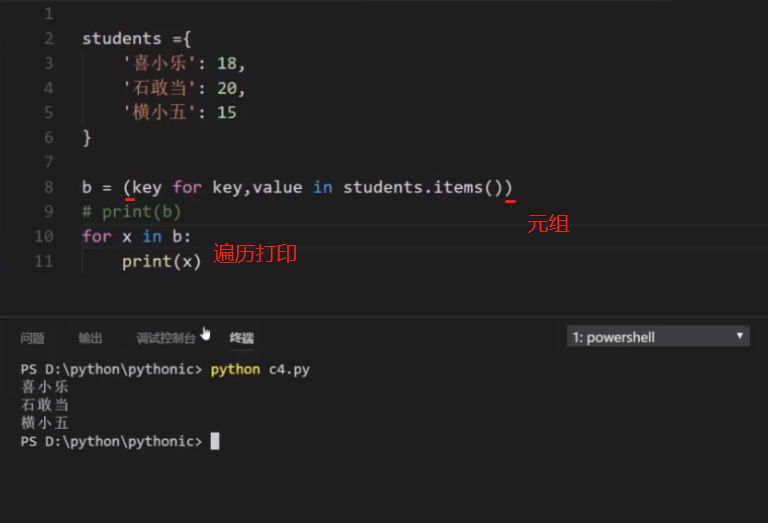 1
2 students ={
3 '喜小乐': 18,
4 '石敢当': 20,
5 '横小五': 15
6 }
7
8 b = (key for key,value in students.items())
9 # print(b)
元组
10 for x in b:
11 print(x)
遍历打印
问题 输出 调试控制台 终端 1: powershell
PS D:\python\pythonic> python c4.py
喜小乐
石敢当
横小五
PS D:\python\pythonic>